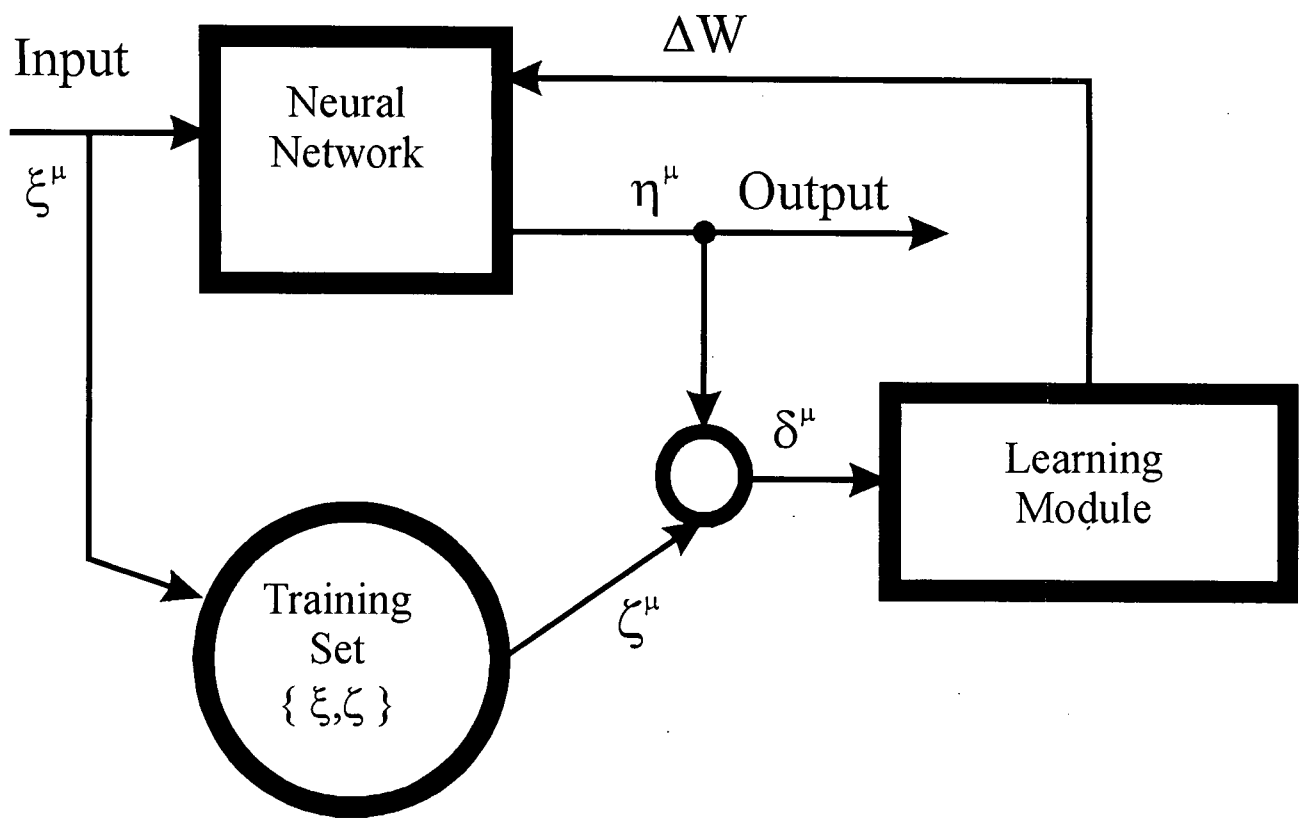 ΔW
Input
Neural
Network
ξ^μ
η^μ Output
δ^μ
Learning
Module
Training
Set
{ ξ,ζ }
ζ^μ